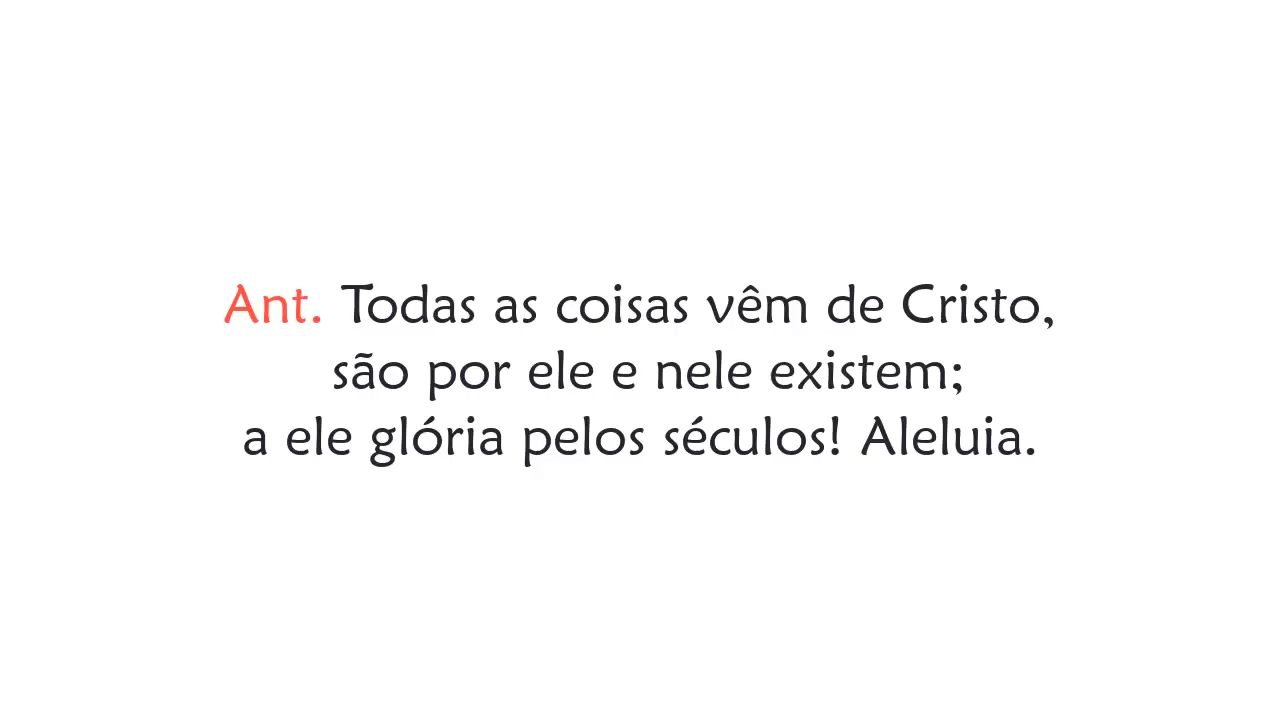 Ant. Todas as coisas vêm de Cristo,
são por ele e nele existem;
a ele glória pelos séculos! Aleluia.